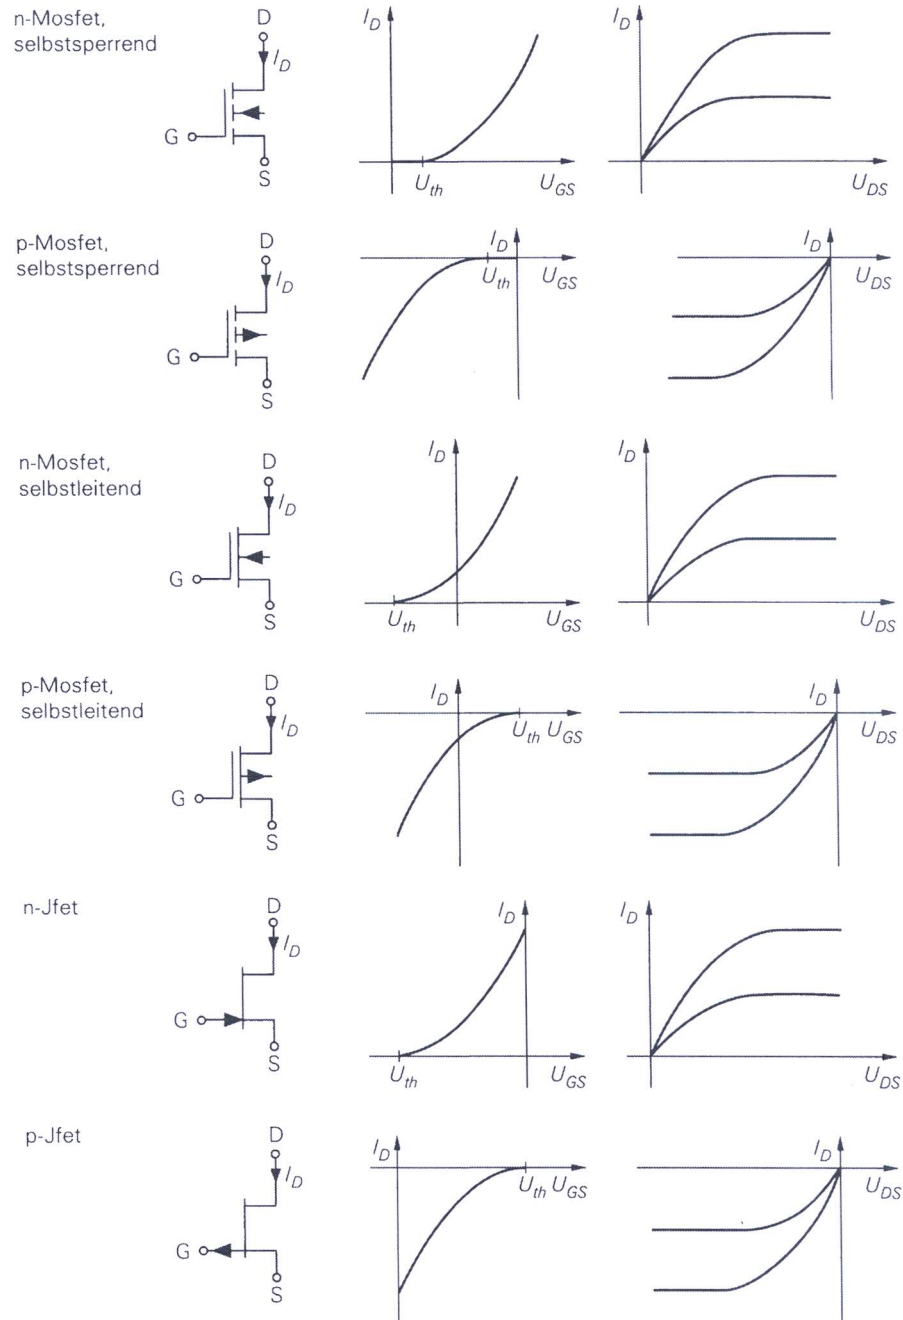 n-Mosfet,
selbstsperrend
D
I_D
G
S
I_D
U_th
U_GS
I_D
U_DS
p-Mosfet,
selbstsperrend
D
I_D
G
S
I_D
U_th
U_GS
I_D
U_DS
n-Mosfet,
selbstleitend
D
I_D
G
S
I_D
U_th
U_GS
I_D
U_DS
p-Mosfet,
selbstleitend
D
I_D
G
S
I_D
U_th U_GS
I_D
U_DS
n-Jfet
D
I_D
G
S
I_D
U_th
U_GS
I_D
U_DS
p-Jfet
D
I_D
G
S
I_D
U_th U_GS
I_D
U_DS